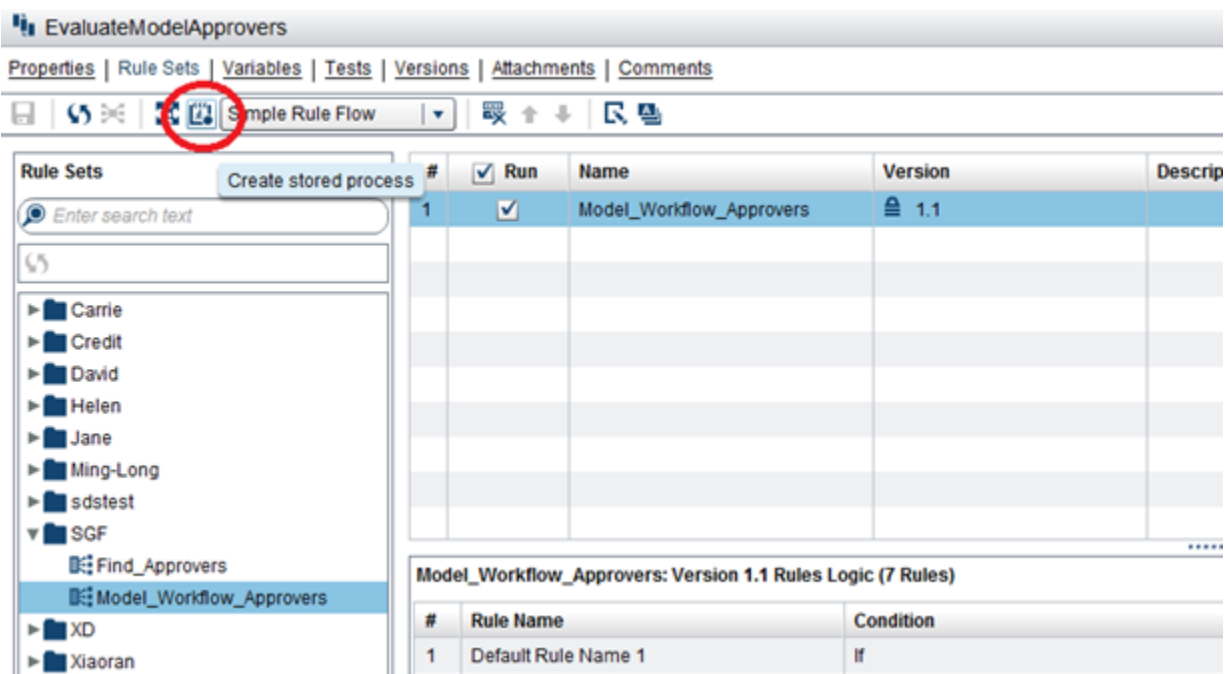 EvaluateModelApprovers
Properties | Rule Sets | Variables | Tests | Versions | Attachments | Comments
Simple Rule Flow
Create stored process
Rule Sets
Enter search text
Carrie
Credit
David
Helen
Jane
Ming-Long
sdstest
SGF
Find_Approvers
Model_Workflow_Approvers
XD
Xiaoran
# Run Name Version Descrip
1 Model_Workflow_Approvers 1.1
Model_Workflow_Approvers: Version 1.1 Rules Logic (7 Rules)
# Rule Name Condition
1 Default Rule Name 1 If